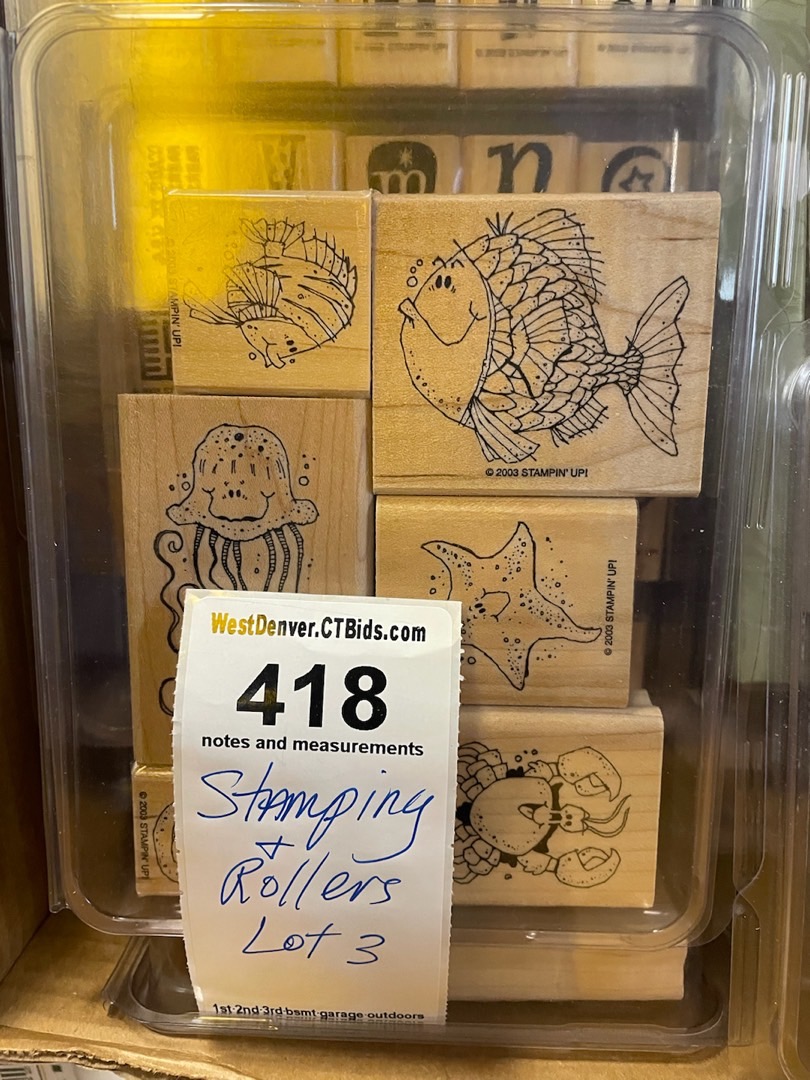 m n
STAMPIN' UP!
© 2003 STAMPIN' UP!
© 2003 STAMPIN' UP!
WestDenver.CTBids.com
418
notes and measurements
Stamping
+
Rollers
Lot 3
1st-2nd-3rd-bsmt-garage outdoors
© 2003 STAMPIN' UP!